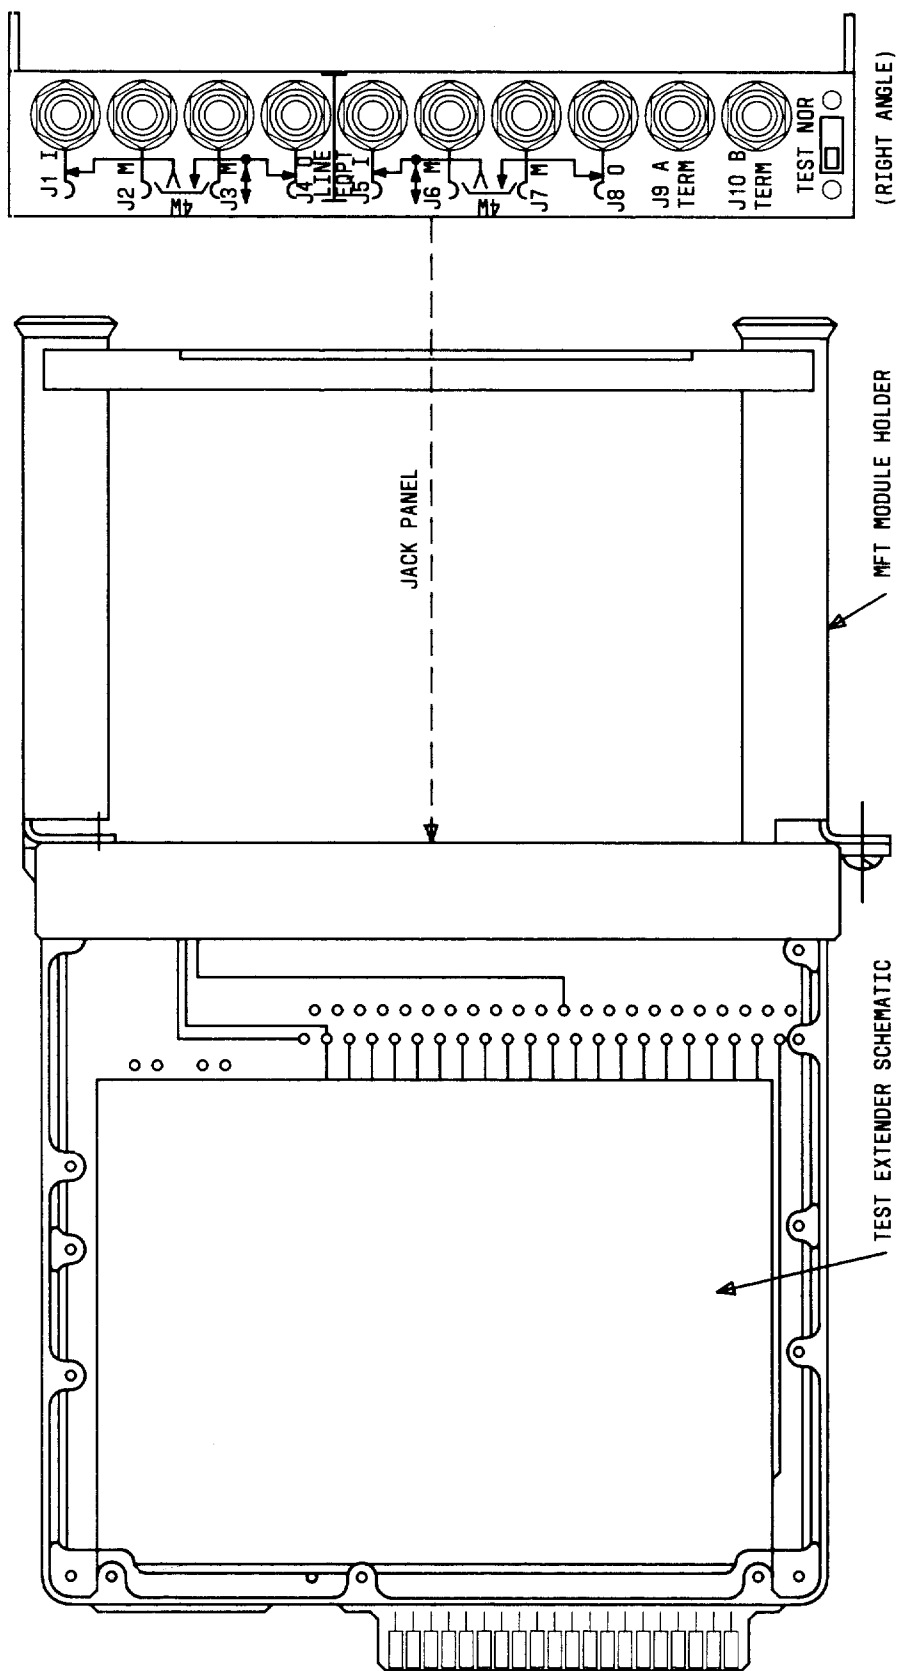 J1 I
J2 M
4W
J3 M
J4 O
LINE
EQPT
J5 I
J6 M
4W
J7 M
J8 O
J9 A
TERM
J10 B
TERM
TEST NOR
(RIGHT ANGLE)
JACK PANEL
MFT MODULE HOLDER
TEST EXTENDER SCHEMATIC